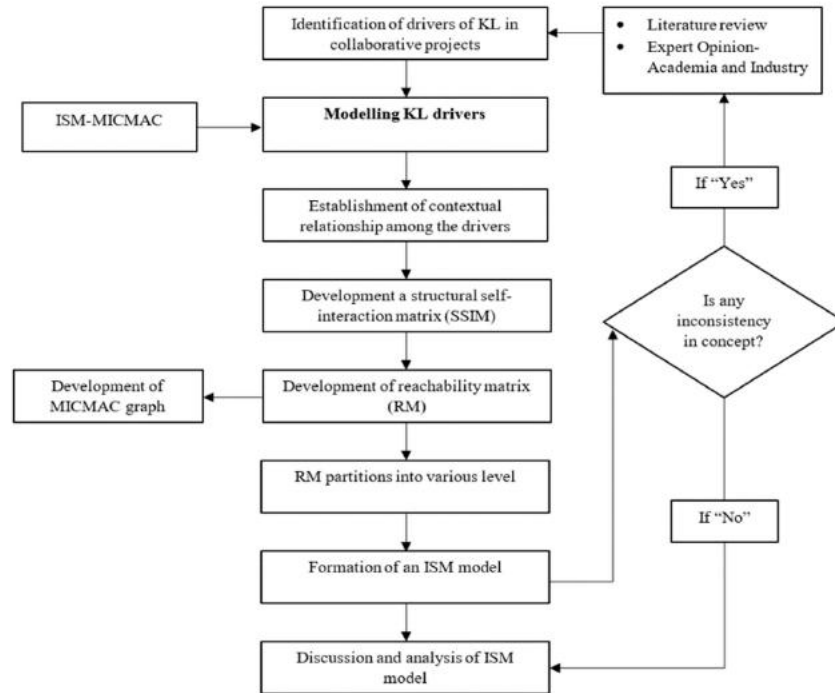 Identification of drivers of KL in
collaborative projects
• Literature review
• Expert Opinion-
Academia and Industry
ISM-MICMAC
Modelling KL drivers
If “Yes”
Establishment of contextual
relationship among the drivers
Development a structural self-
interaction matrix (SSIM)
Is any
inconsistency
in concept?
Development of
MICMAC graph
Development of reachability matrix
(RM)
RM partitions into various level
If “No”
Formation of an ISM model
Discussion and analysis of ISM
model